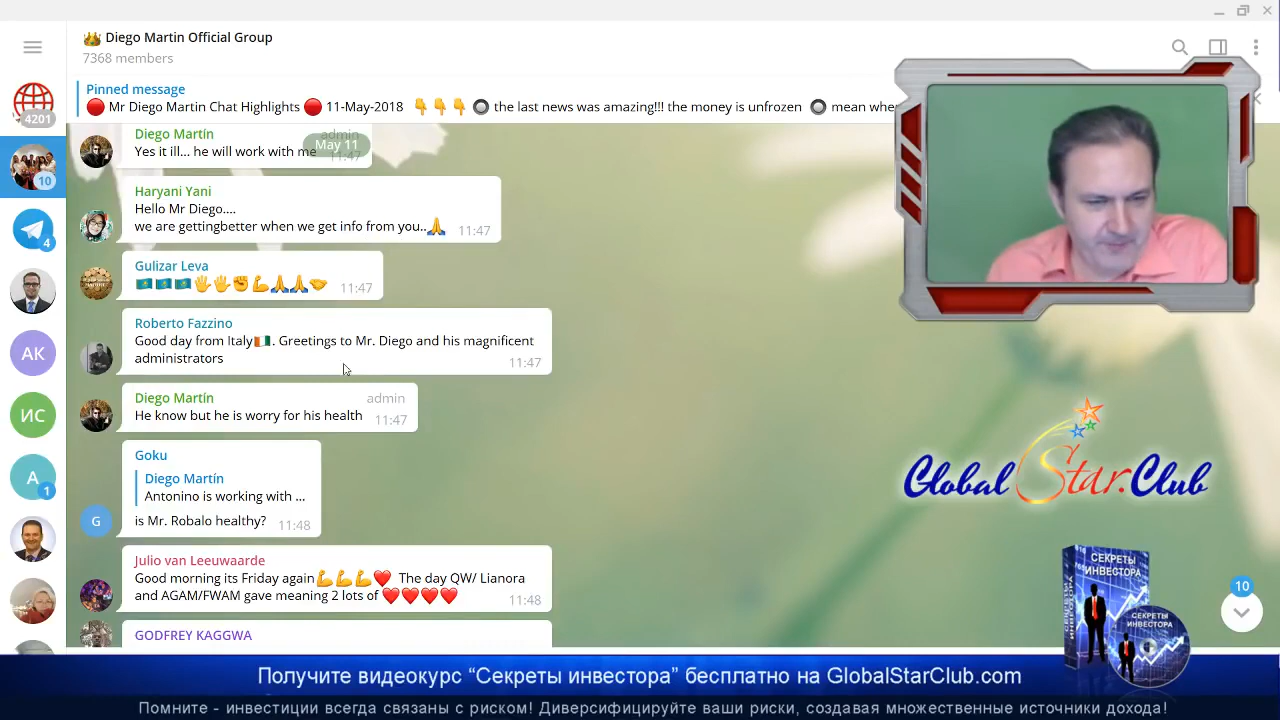 👑 Diego Martin Official Group
7368 members
Pinned message
🔴 Mr Diego Martin Chat Highlights 🔴 11-May-2018 👇👇👇 🔘 the last news was amazing!!! the money is unfrozen 🔘 mean whe
4201
10
4
АК
ИС
А
1
Diego Martín admin
Yes it ill... he will work with me 11:47
May 11
Haryani Yani
Hello Mr Diego....
we are gettingbetter when we get info from you..🙏 11:47
Gulizar Leva
🇰🇿🇰🇿🇰🇿🖐🖐✊💪🙏🙏🤝 11:47
Roberto Fazzino
Good day from Italy🇮🇹. Greetings to Mr. Diego and his magnificent
administrators 11:47
Diego Martín admin
He know but he is worry for his health 11:47
Goku
Diego Martín
Antonino is working with ...
G
is Mr. Robalo healthy? 11:48
Julio van Leeuwaarde
Good morning its Friday again💪💪💪❤️ The day QW/ Lianora
and AGAM/FWAM gave meaning 2 lots of ❤️❤️❤️❤️ 11:48
GODFREY KAGGWA
Global Star.Club
СЕКРЕТЫ
ИНВЕСТОРА
СЕКРЕТЫ
ИНВЕСТОРА
10
Получите видеокурс “Секреты инвестора” бесплатно на GlobalStarClub.com
Помните - инвестиции всегда связаны с риском! Диверсифицируйте ваши риски, создавая множественные источники дохода!